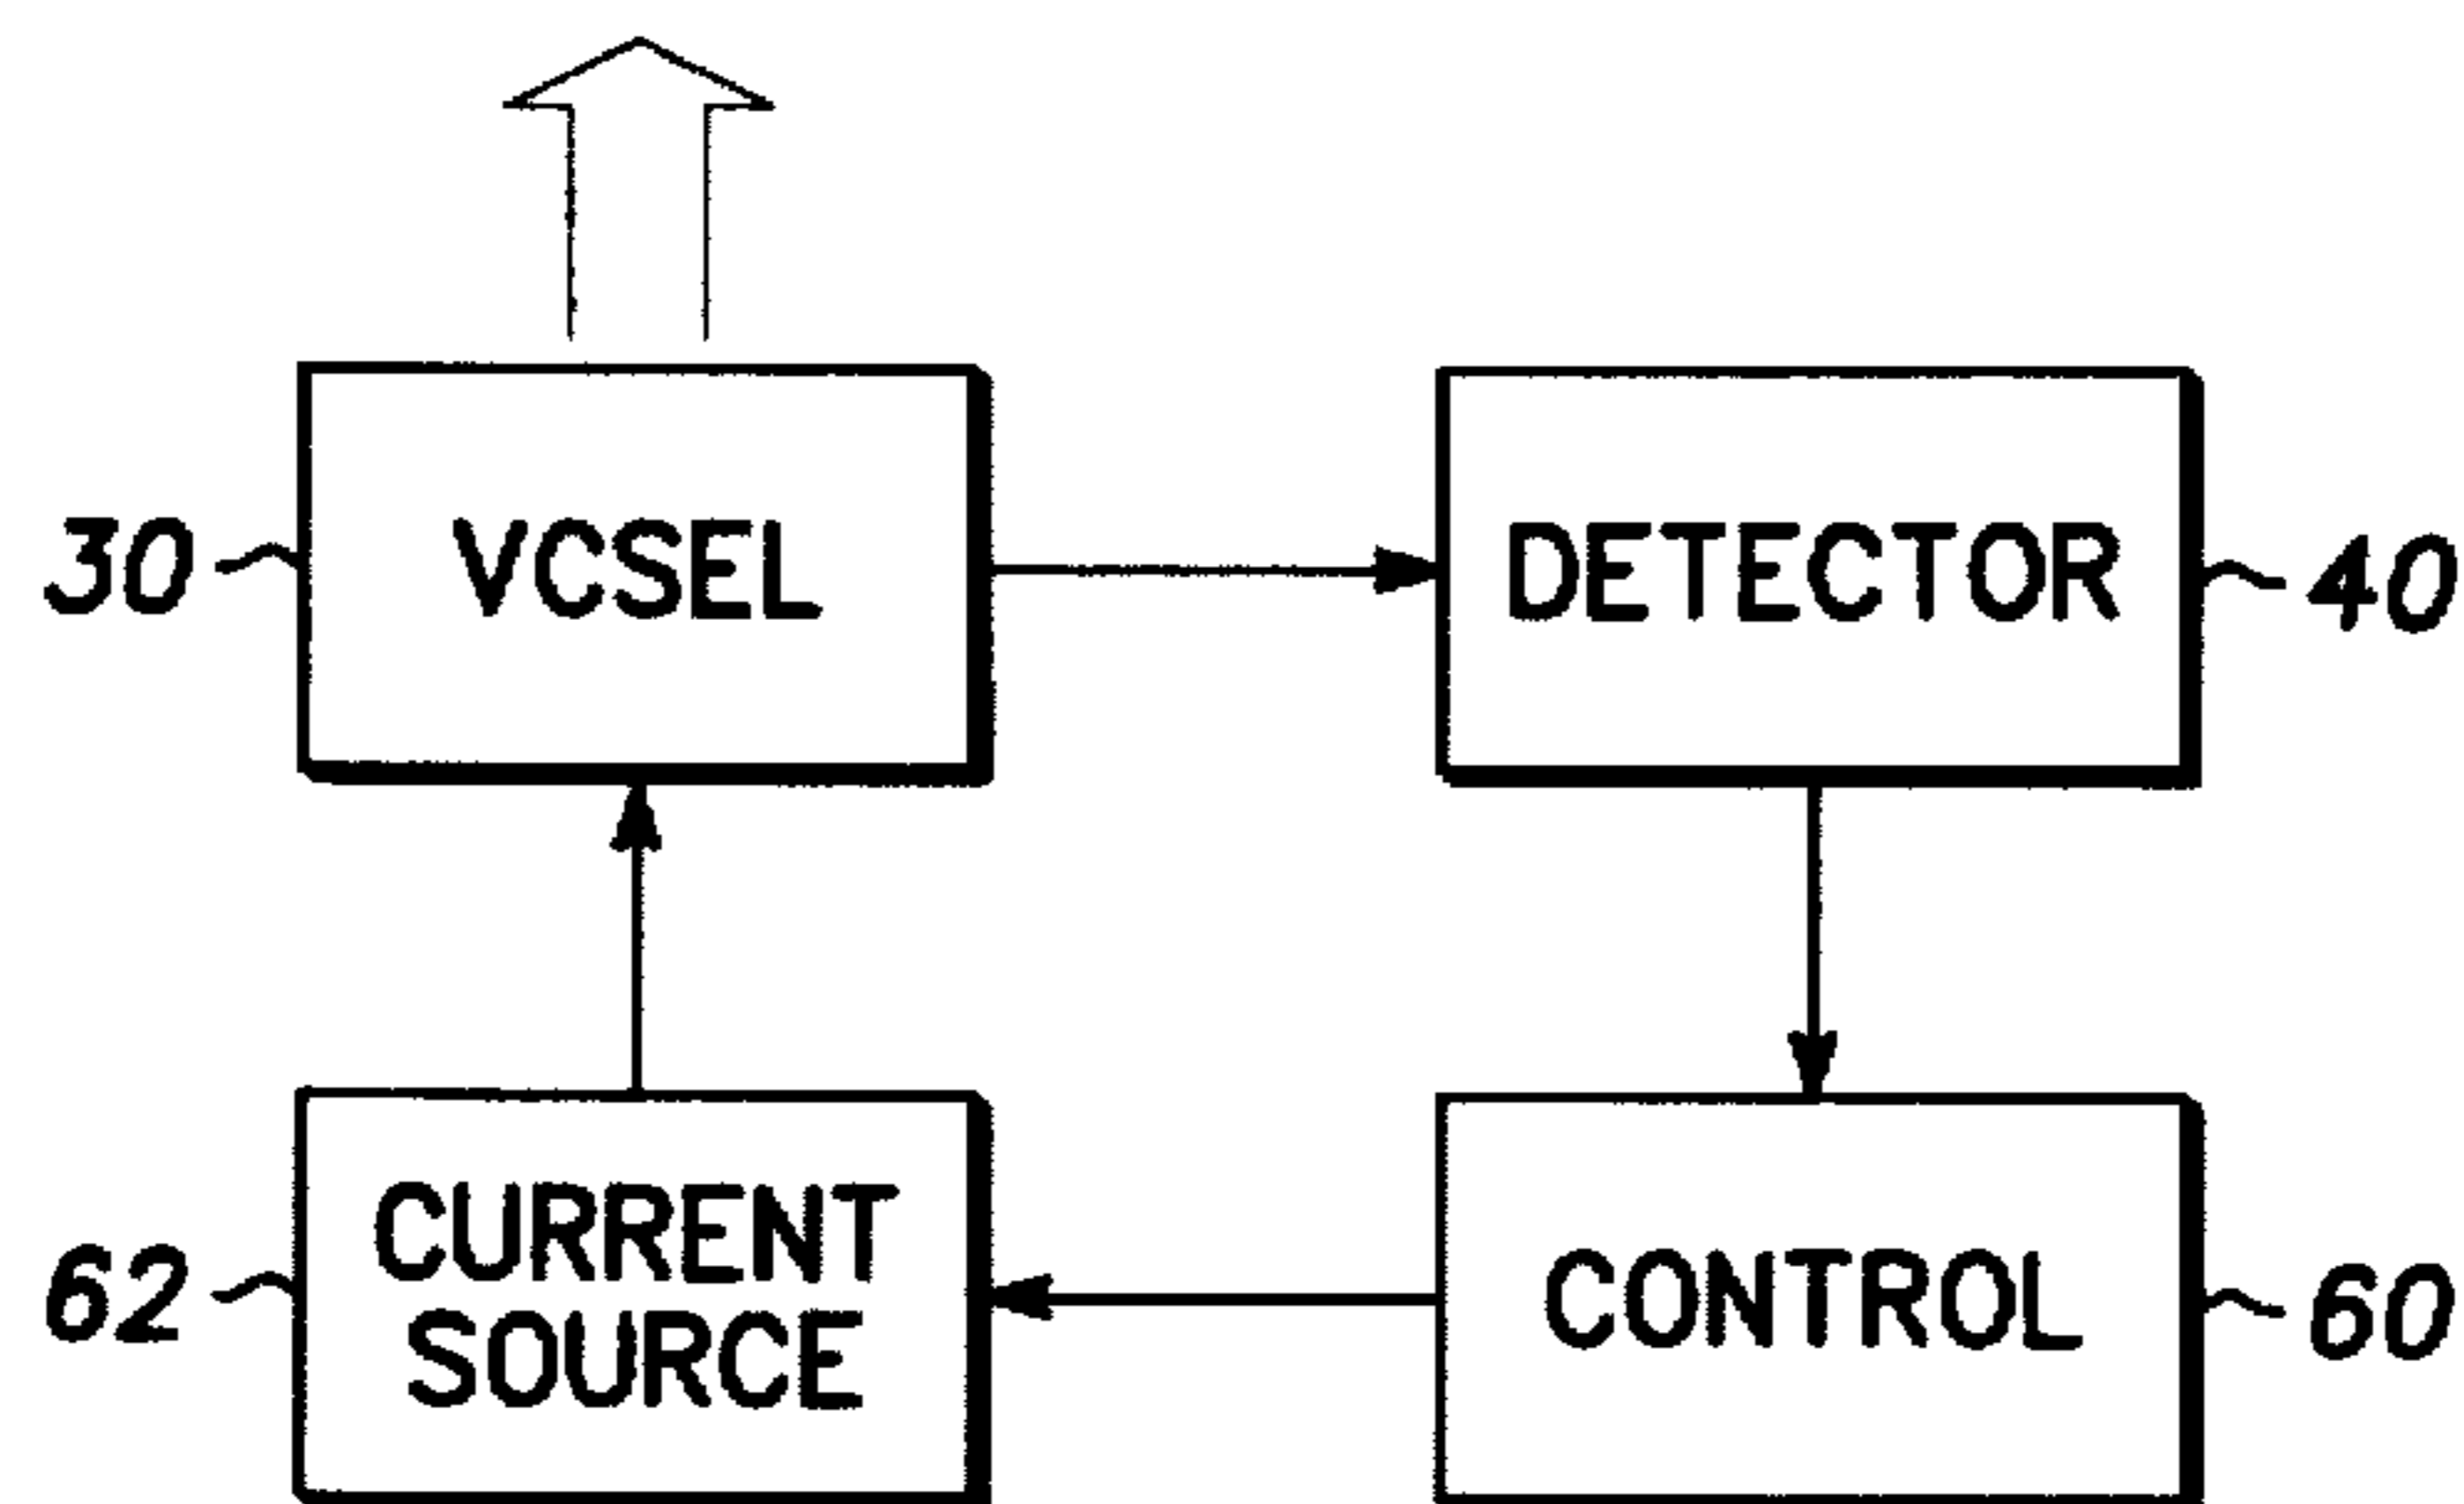 30
VCSEL
DETECTOR
40
62
CURRENT
SOURCE
CONTROL
60